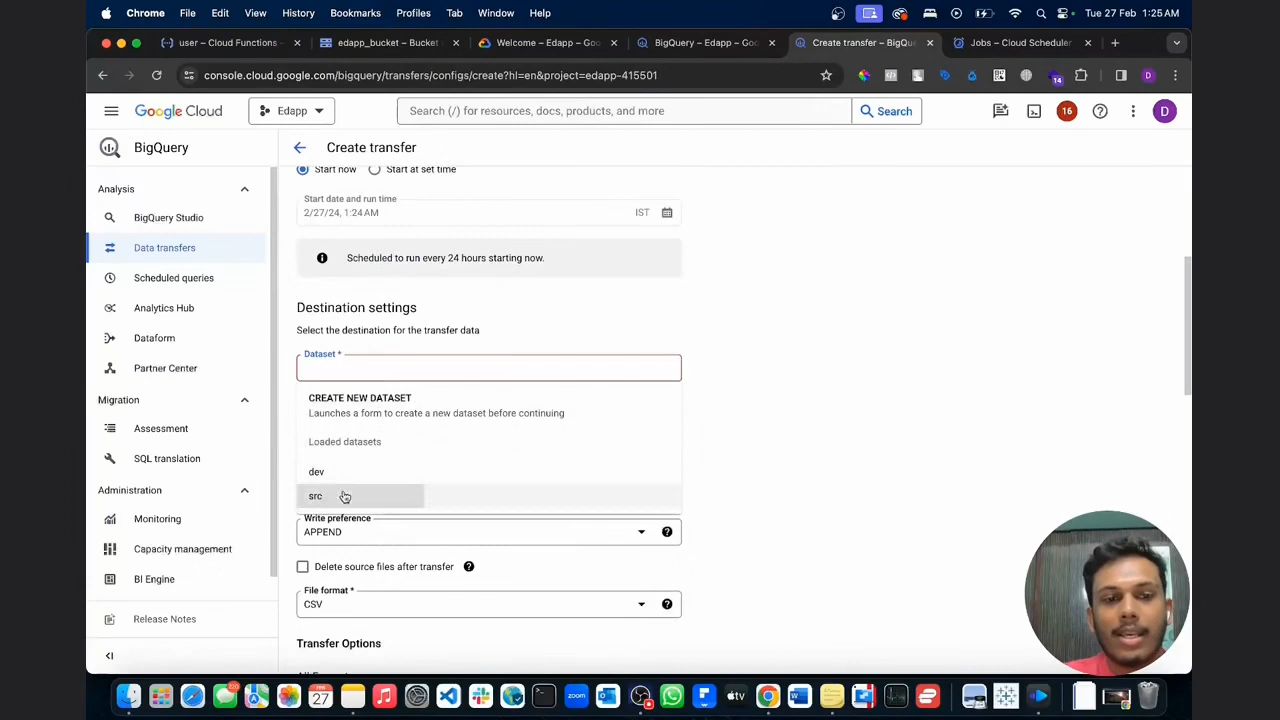 Chrome File Edit View History Bookmarks Profiles Tab Window Help Tue 27 Feb 1:25 AM
user – Cloud Functions – edapp_bucket – Bucket Welcome – Edapp – Goo BigQuery – Edapp – Goo Create transfer – BigQu Jobs – Cloud Scheduler
console.cloud.google.com/bigquery/transfers/configs/create?hl=en&project=edapp-415501 14 D
Google Cloud Edapp Search (/) for resources, docs, products, and more Search 16 D
BigQuery
Create transfer
Start now Start at set time
Analysis
Start date and run time
2/27/24, 1:24 AM IST
BigQuery Studio
Data transfers
Scheduled to run every 24 hours starting now.
Scheduled queries
Analytics Hub
Destination settings
Select the destination for the transfer data
Dataform
Dataset *
Partner Center
CREATE NEW DATASET
Launches a form to create a new dataset before continuing
Migration
Assessment
Loaded datasets
SQL translation
dev
Administration
src
Monitoring
Write preference
APPEND
Capacity management
Delete source files after transfer
BI Engine
File format *
CSV
Release Notes
Transfer Options
FEB
27
zoom
tv